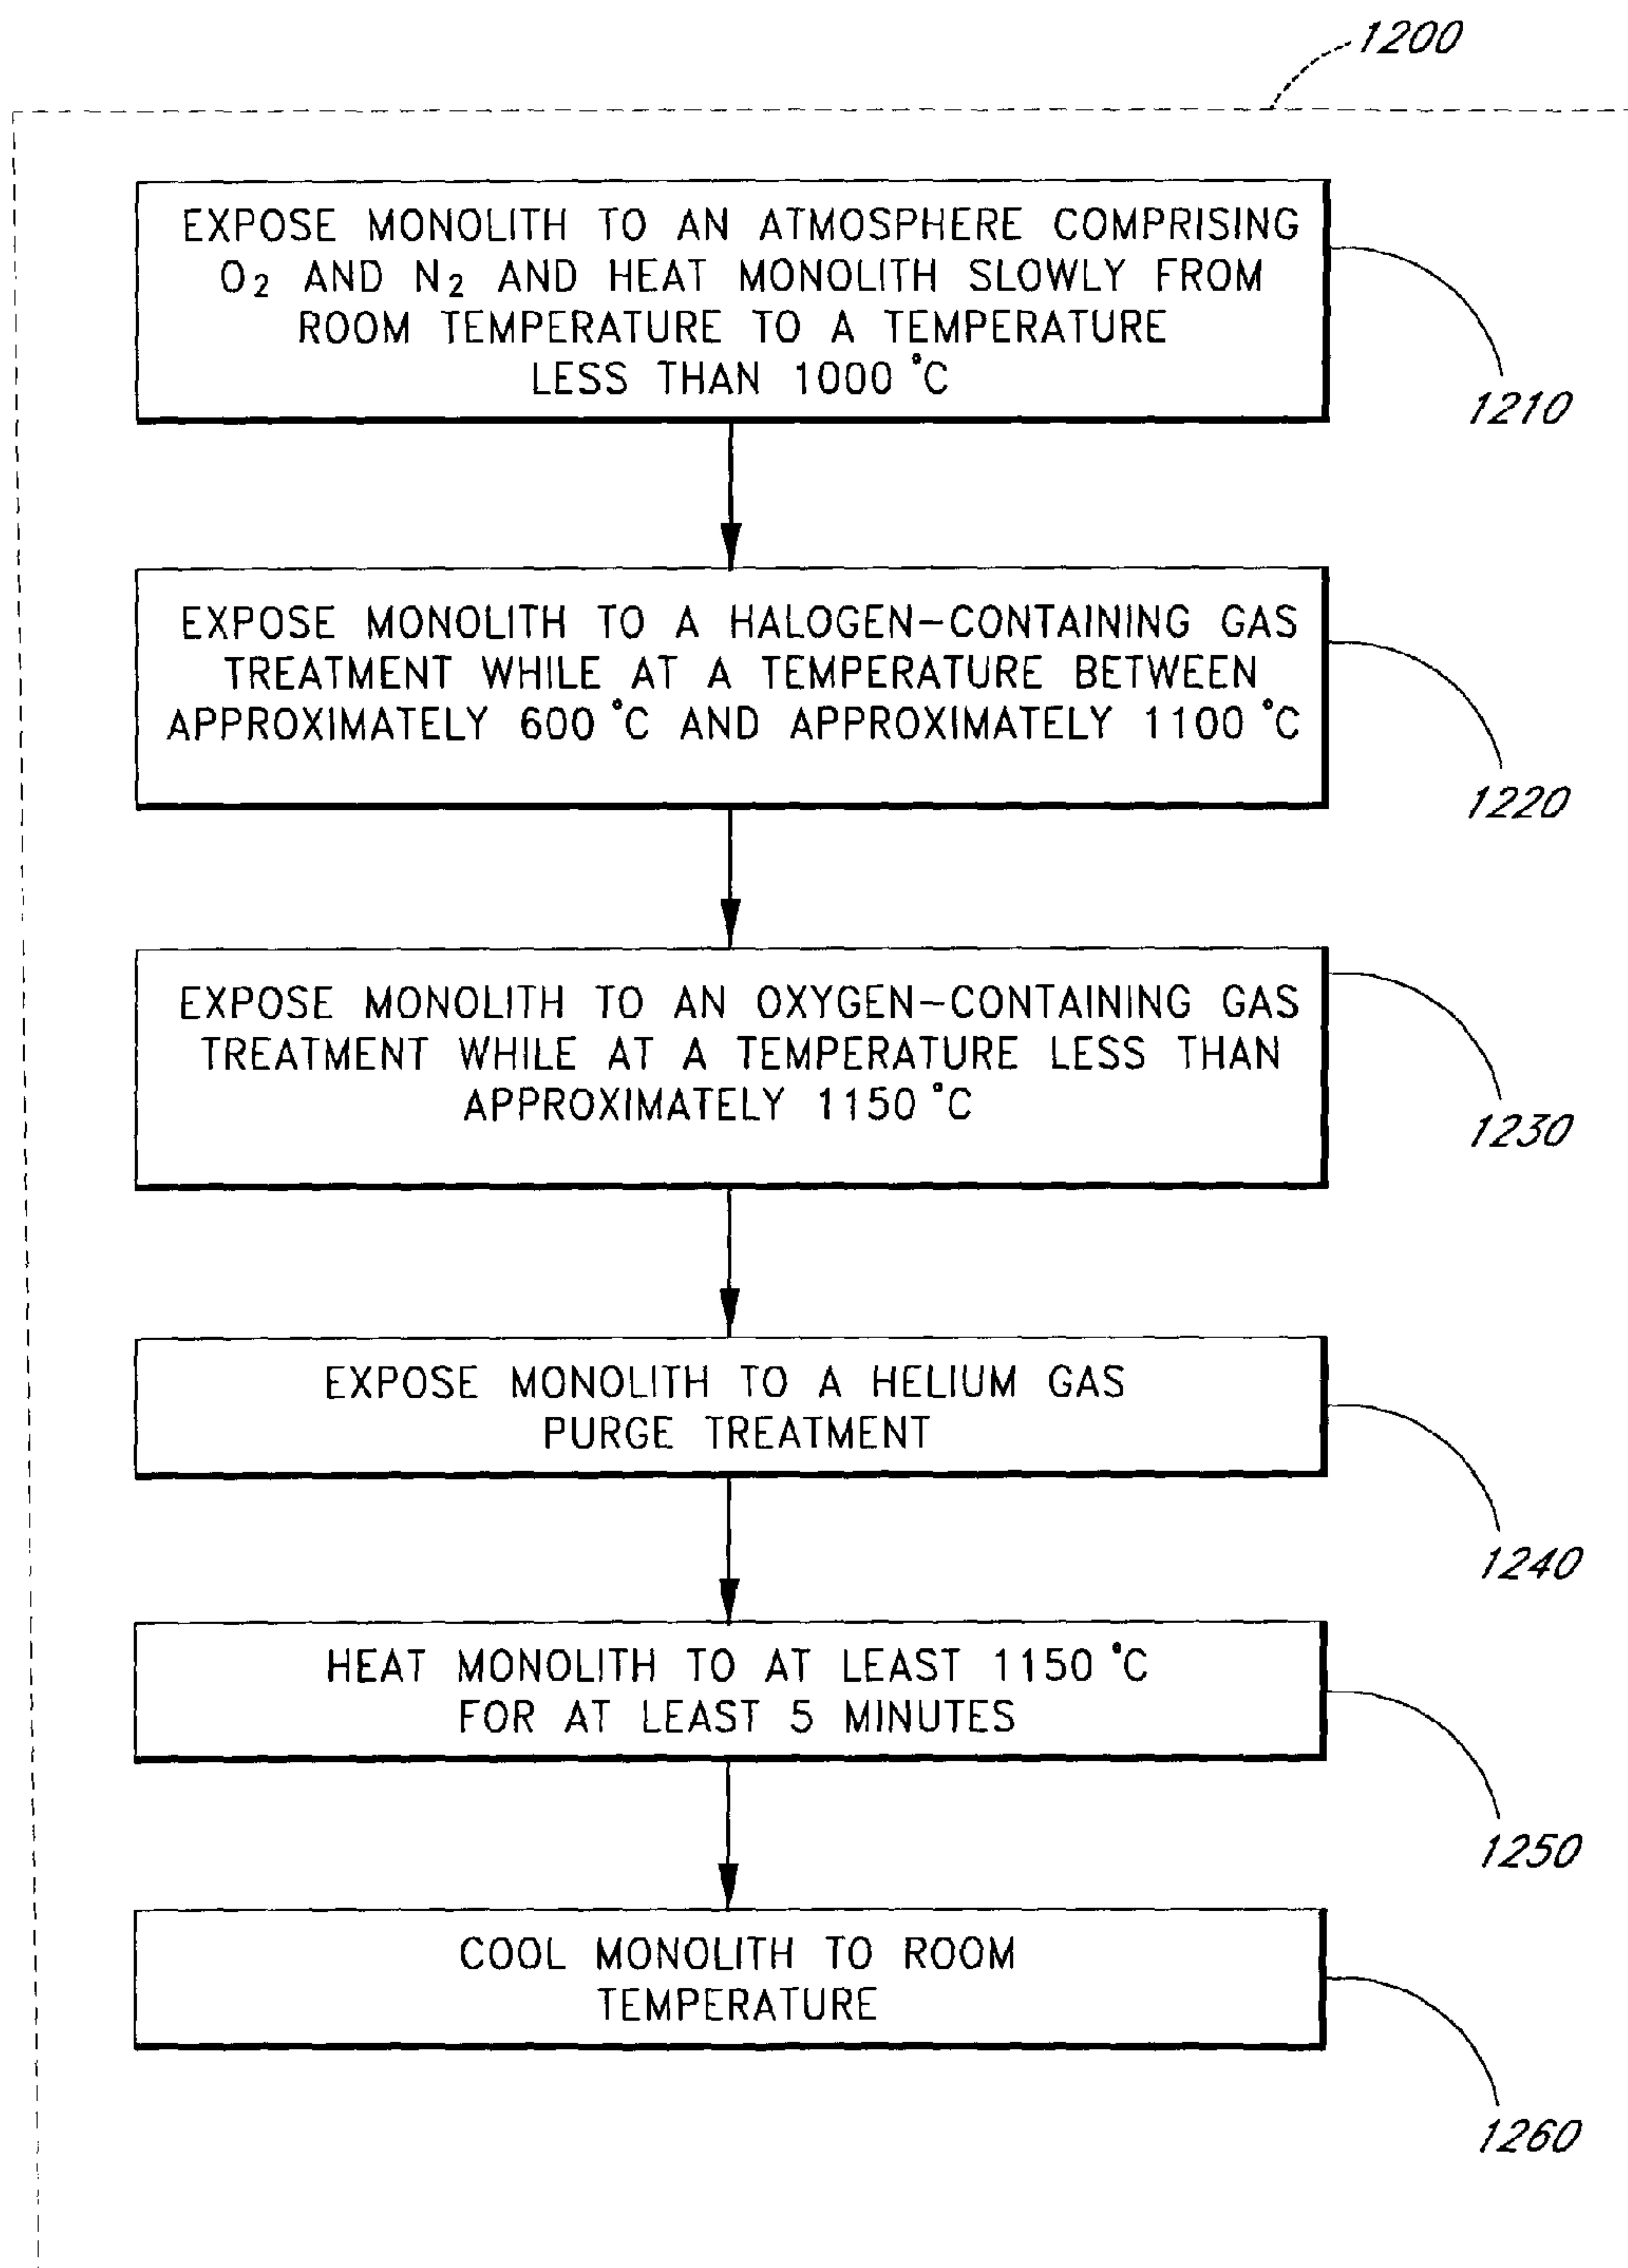 1200
EXPOSE MONOLITH TO AN ATMOSPHERE COMPRISING
O₂ AND N₂ AND HEAT MONOLITH SLOWLY FROM
ROOM TEMPERATURE TO A TEMPERATURE
LESS THAN 1000 °C
1210
EXPOSE MONOLITH TO A HALOGEN-CONTAINING GAS
TREATMENT WHILE AT A TEMPERATURE BETWEEN
APPROXIMATELY 600 °C AND APPROXIMATELY 1100 °C
1220
EXPOSE MONOLITH TO AN OXYGEN-CONTAINING GAS
TREATMENT WHILE AT A TEMPERATURE LESS THAN
APPROXIMATELY 1150 °C
1230
EXPOSE MONOLITH TO A HELIUM GAS
PURGE TREATMENT
1240
HEAT MONOLITH TO AT LEAST 1150 °C
FOR AT LEAST 5 MINUTES
1250
COOL MONOLITH TO ROOM
TEMPERATURE
1260